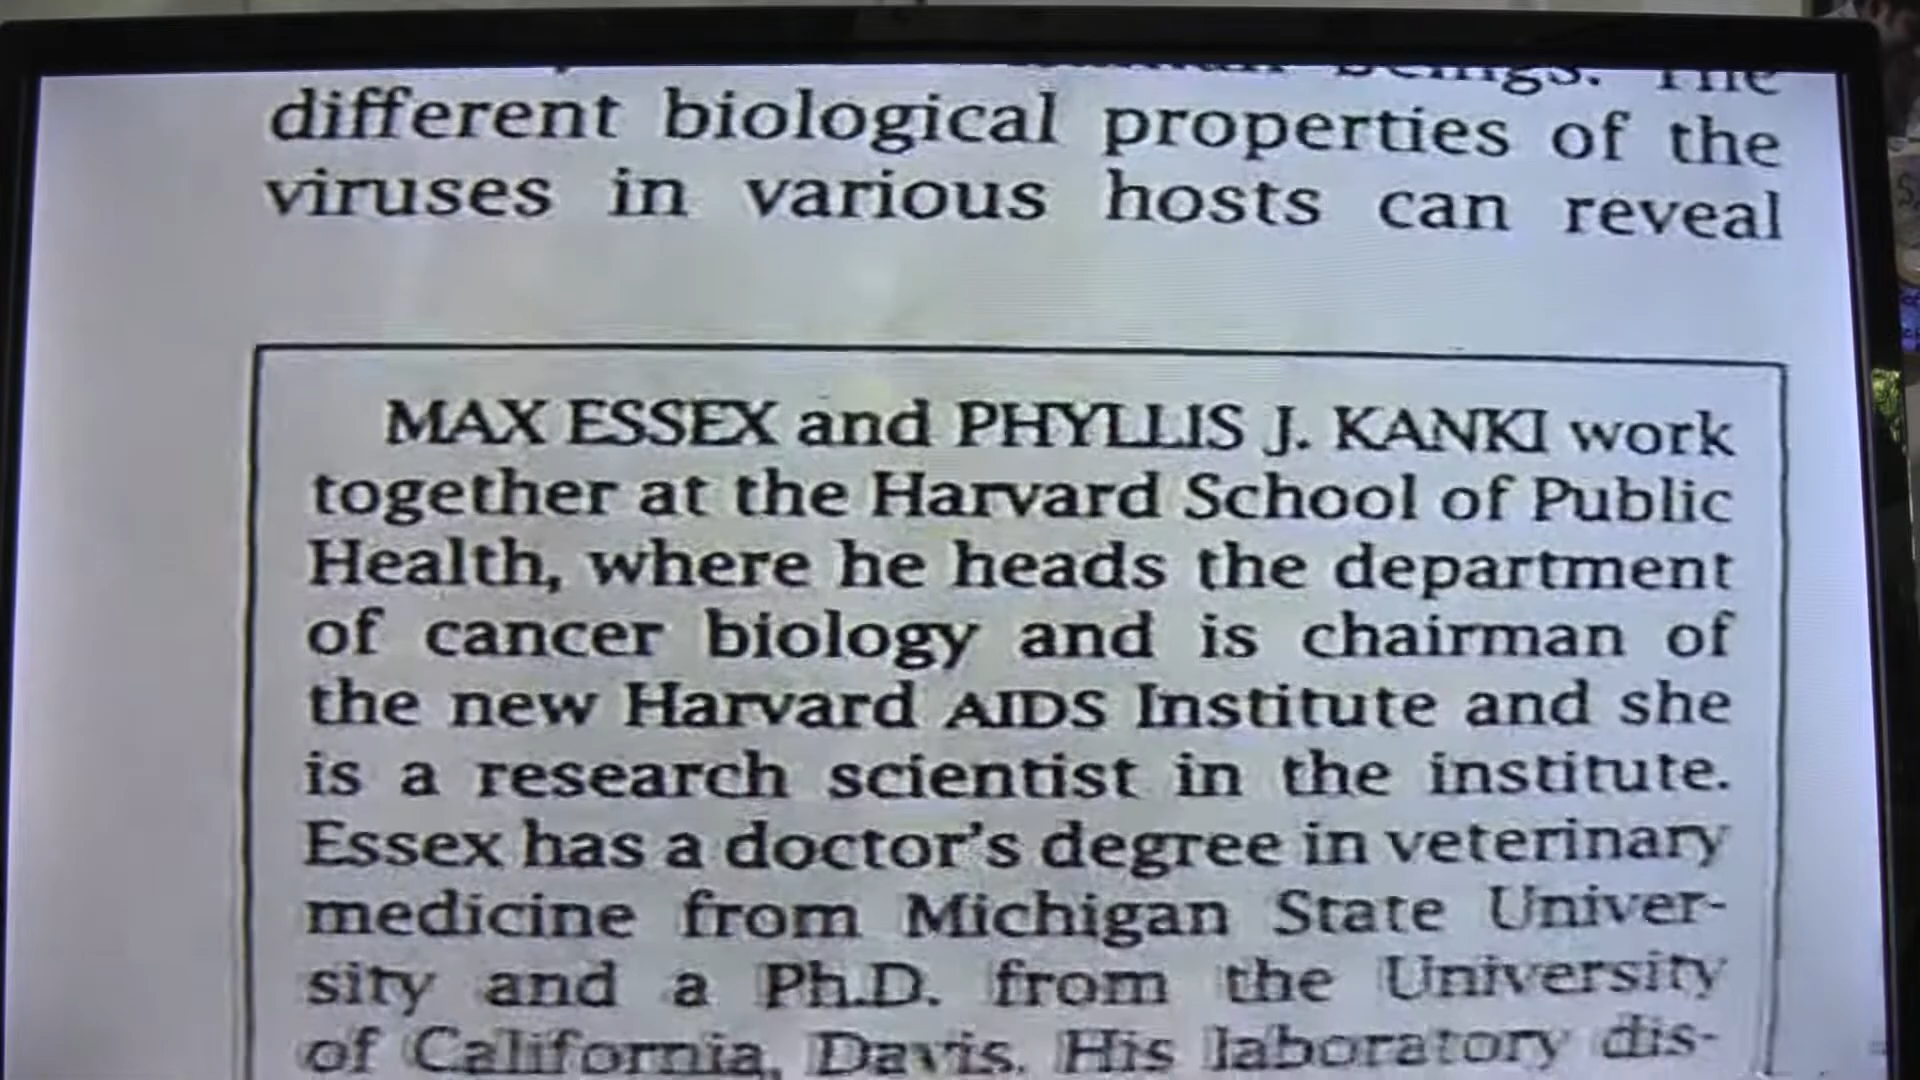 beings. The
different biological properties of the
viruses in various hosts can reveal
MAX ESSEX and PHYLLIS J. KANKI work
together at the Harvard School of Public
Health, where he heads the department
of cancer biology and is chairman of
the new Harvard AIDS Institute and she
is a research scientist in the institute.
Essex has a doctor's degree in veterinary
medicine from Michigan State Univer-
sity and a Ph.D. from the University
of California, Davis. His laboratory dis-